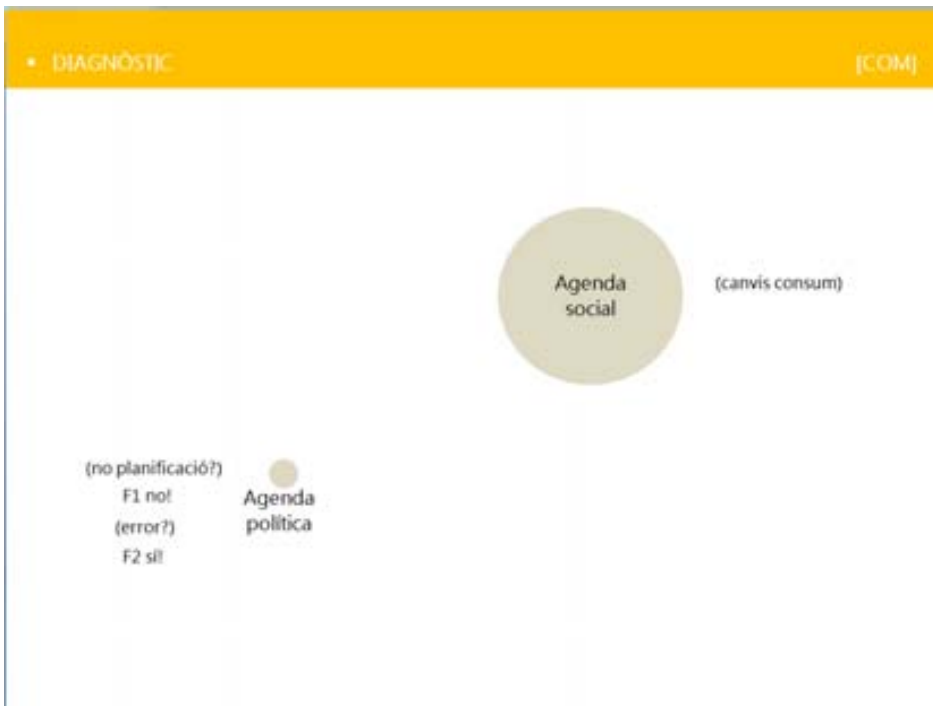 • DIAGNÒSTIC
[COM]
Agenda
social
(canvis consum)
(no planificació?)
F1 no!
(error?)
F2 sí!
Agenda
política